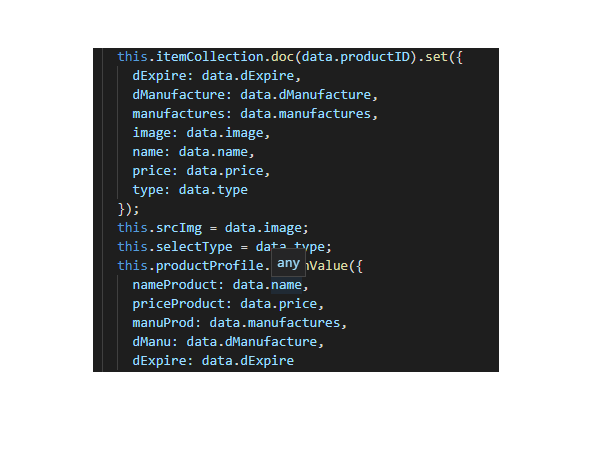 this.itemCollection.doc(data.productID).set({
dExpire: data.dExpire,
dManufacture: data.dManufacture,
manufactures: data.manufactures,
image: data.image,
name: data.name,
price: data.price,
type: data.type
});
this.srcImg = data.image;
this.selectType = data.type;
this.productProfile. any Value({
nameProduct: data.name,
priceProduct: data.price,
manuProd: data.manufactures,
dManu: data.dManufacture,
dExpire: data.dExpire